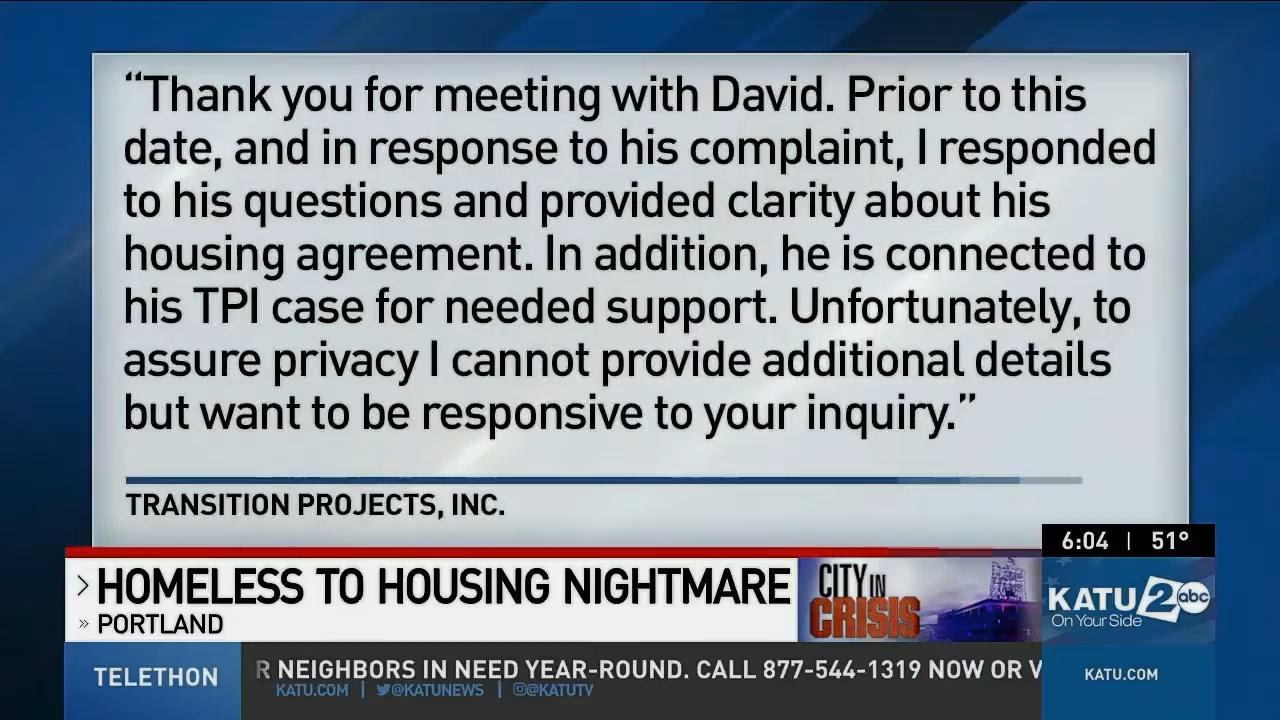 “Thank you for meeting with David. Prior to this
date, and in response to his complaint, I responded
to his questions and provided clarity about his
housing agreement. In addition, he is connected to
his TPI case for needed support. Unfortunately, to
assure privacy I cannot provide additional details
but want to be responsive to your inquiry.”
TRANSITION PROJECTS, INC.
6:04 | 51°
> HOMELESS TO HOUSING NIGHTMARE
» PORTLAND
CITY IN
CRISIS
KATU 2 abc
On Your Side
TELETHON
R NEIGHBORS IN NEED YEAR-ROUND. CALL 877-544-1319 NOW OR V
KATU.COM | @KATUNEWS | @KATUTV
KATU.COM